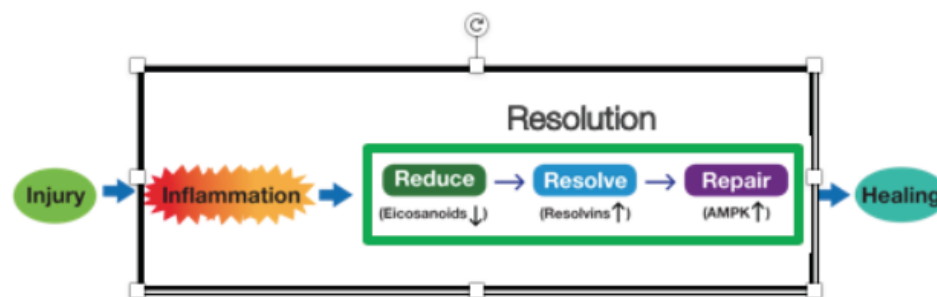 Resolution
Injury
Inflammation
Reduce
(Eicosanoids↓)
Resolve
(Resolvins↑)
Repair
(AMPK↑)
Healing